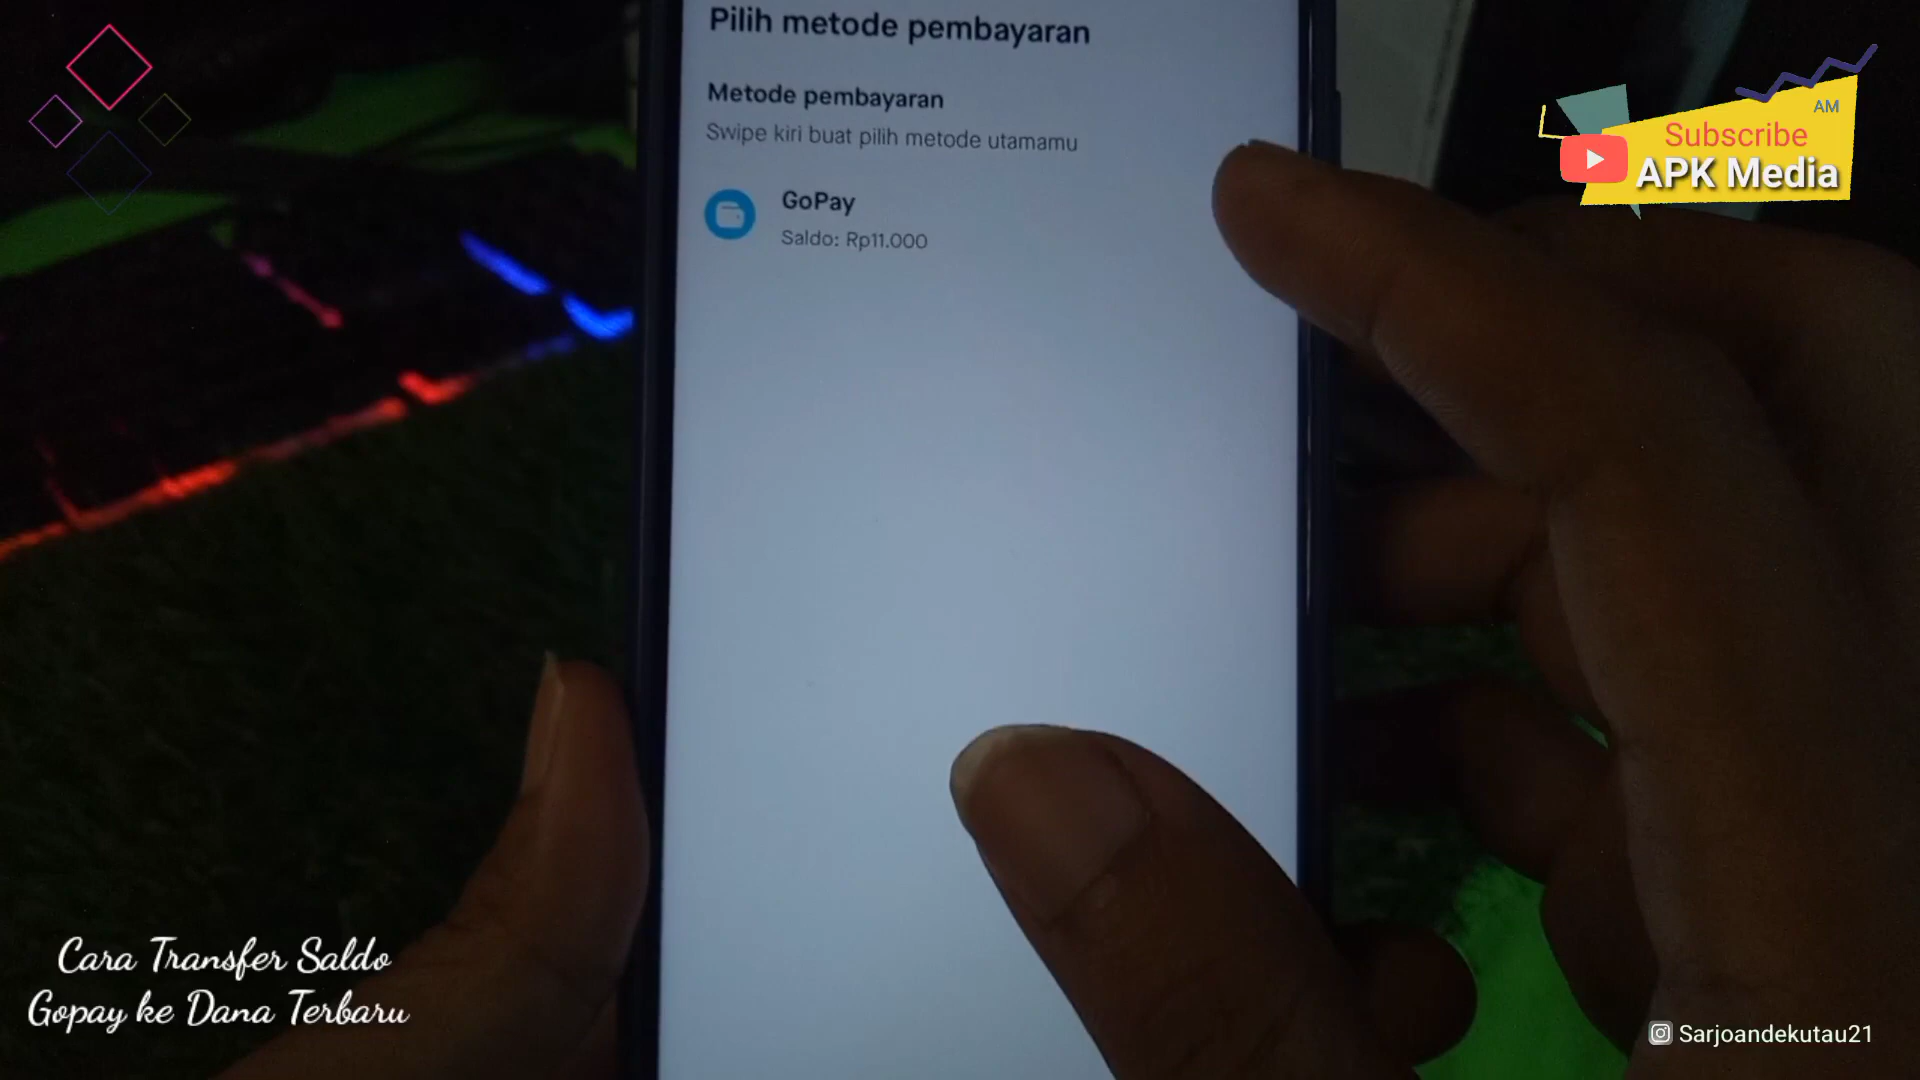 Pilih metode pembayaran
Metode pembayaran
Swipe kiri buat pilih metode utamamu
GoPay
Saldo: Rp11.000
AM
Subscribe
APK Media
Cara Transfer Saldo
Gopay ke Dana Terbaru
Sarjoandekutau21